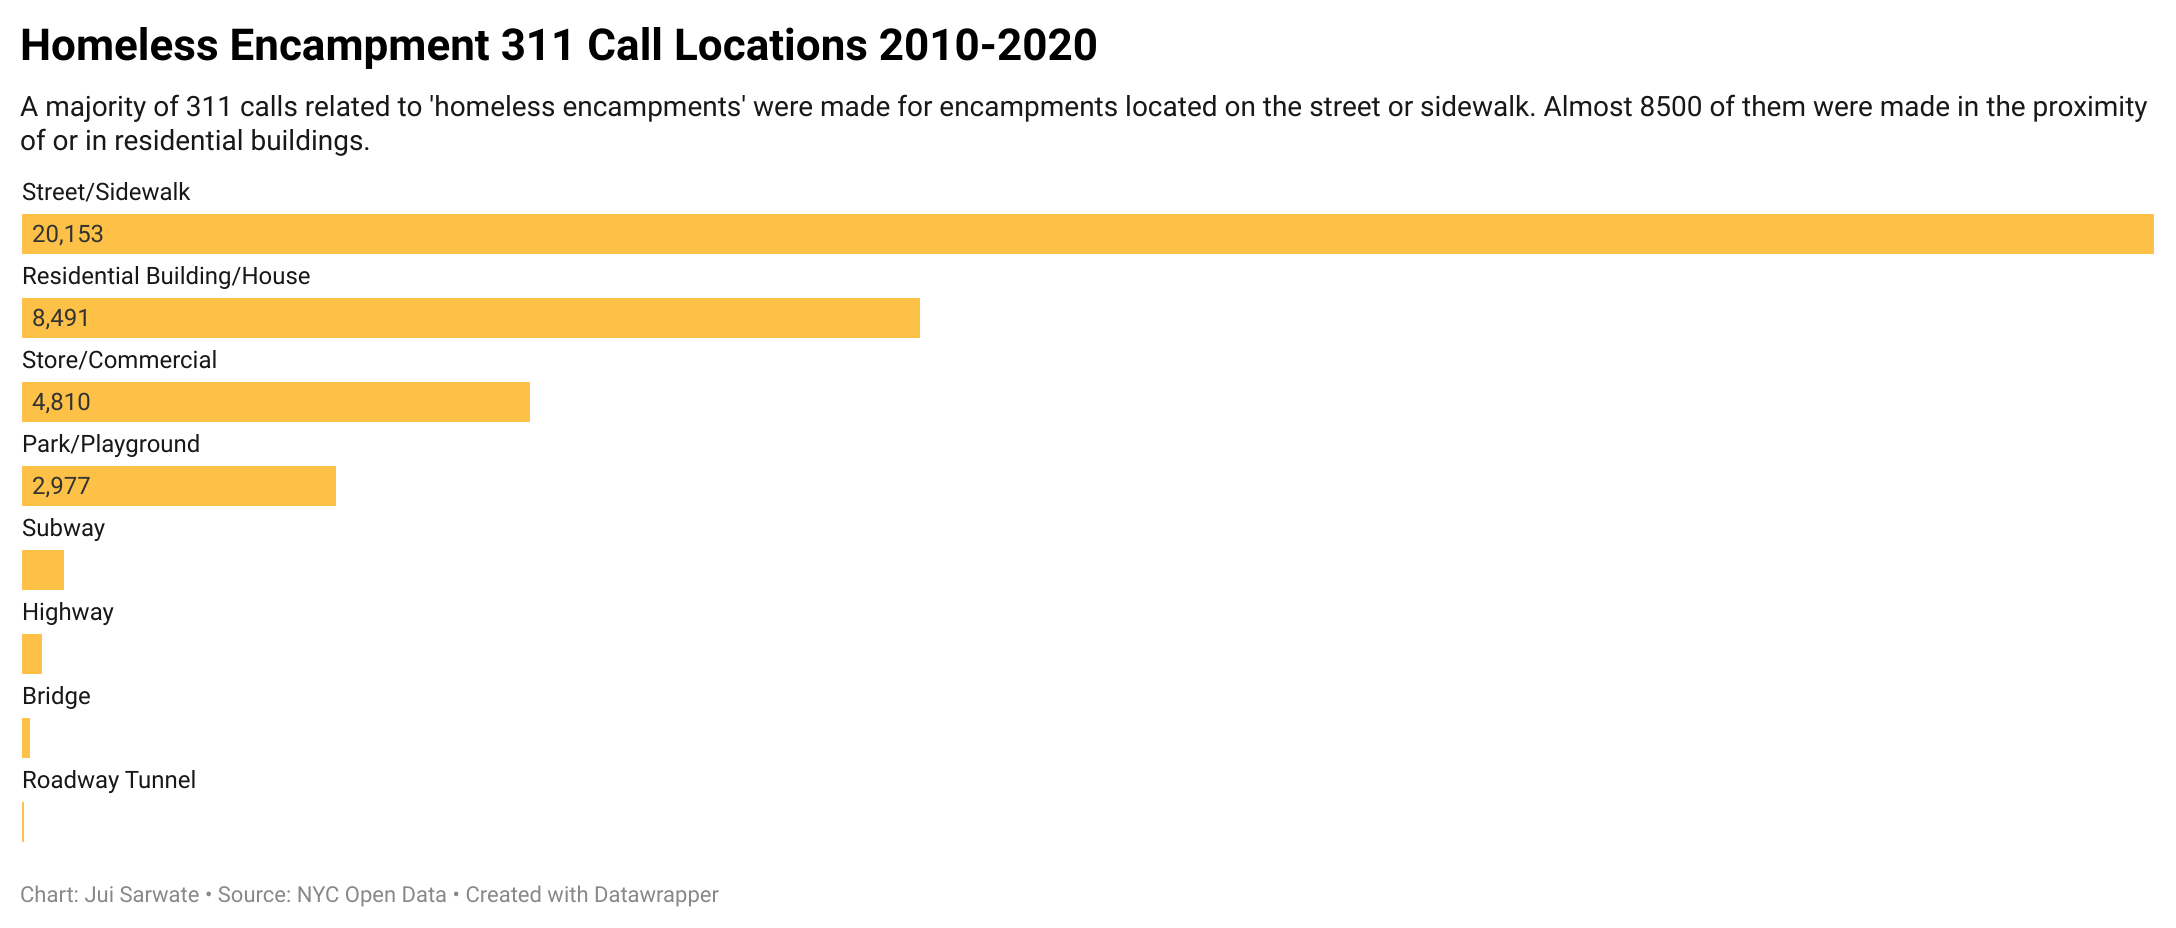 Homeless Encampment 311 Call Locations 2010-2020
A majority of 311 calls related to 'homeless encampments' were made for encampments located on the street or sidewalk. Almost 8500 of them were made in the proximity
of or in residential buildings.
Street/Sidewalk
20,153
Residential Building/House
8,491
Store/Commercial
4,810
Park/Playground
2,977
Subway
Highway
Bridge
Roadway Tunnel
Chart: Jui Sarwate • Source: NYC Open Data • Created with Datawrapper